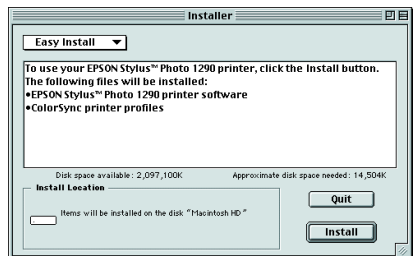 Installer
Easy Install
To use your EPSON Stylus™ Photo 1290 printer, click the Install button.
The following files will be installed:
•EPSON Stylus™ Photo 1290 printer software
•ColorSync printer profiles
Disk space available: 2,097,100K Approximate disk space needed: 14,504K
Install Location
Items will be installed on the disk “Macintosh HD”
Quit
Install